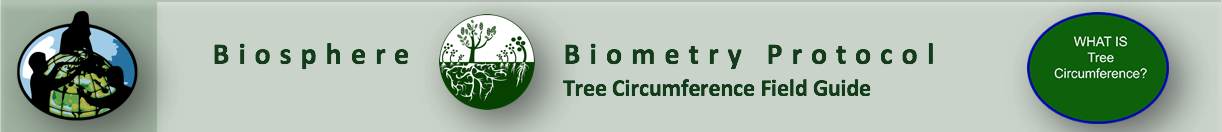 Biosphere Biometry Protocol
Tree Circumference Field Guide
WHAT IS
Tree
Circumference?